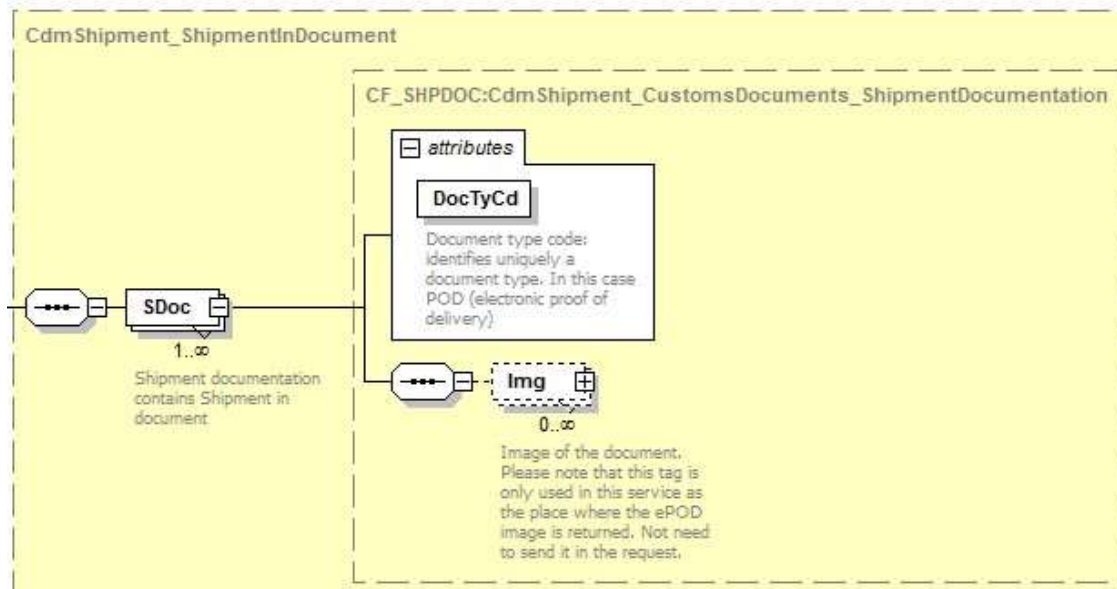 CdmShipment_ShipmentInDocument
CF_SHPDOC:CdmShipment_CustomsDocuments_ShipmentDocumentation
attributes
DocTyCd
Document type code:
identifies uniquely a
document type. In this case
POD (electronic proof of
delivery)
SDoc
1..∞
Shipment documentation
contains Shipment in
document
Img
0..∞
Image of the document.
Please note that this tag is
only used in this service as
the place where the ePOD
image is returned. Not need
to send it in the request.